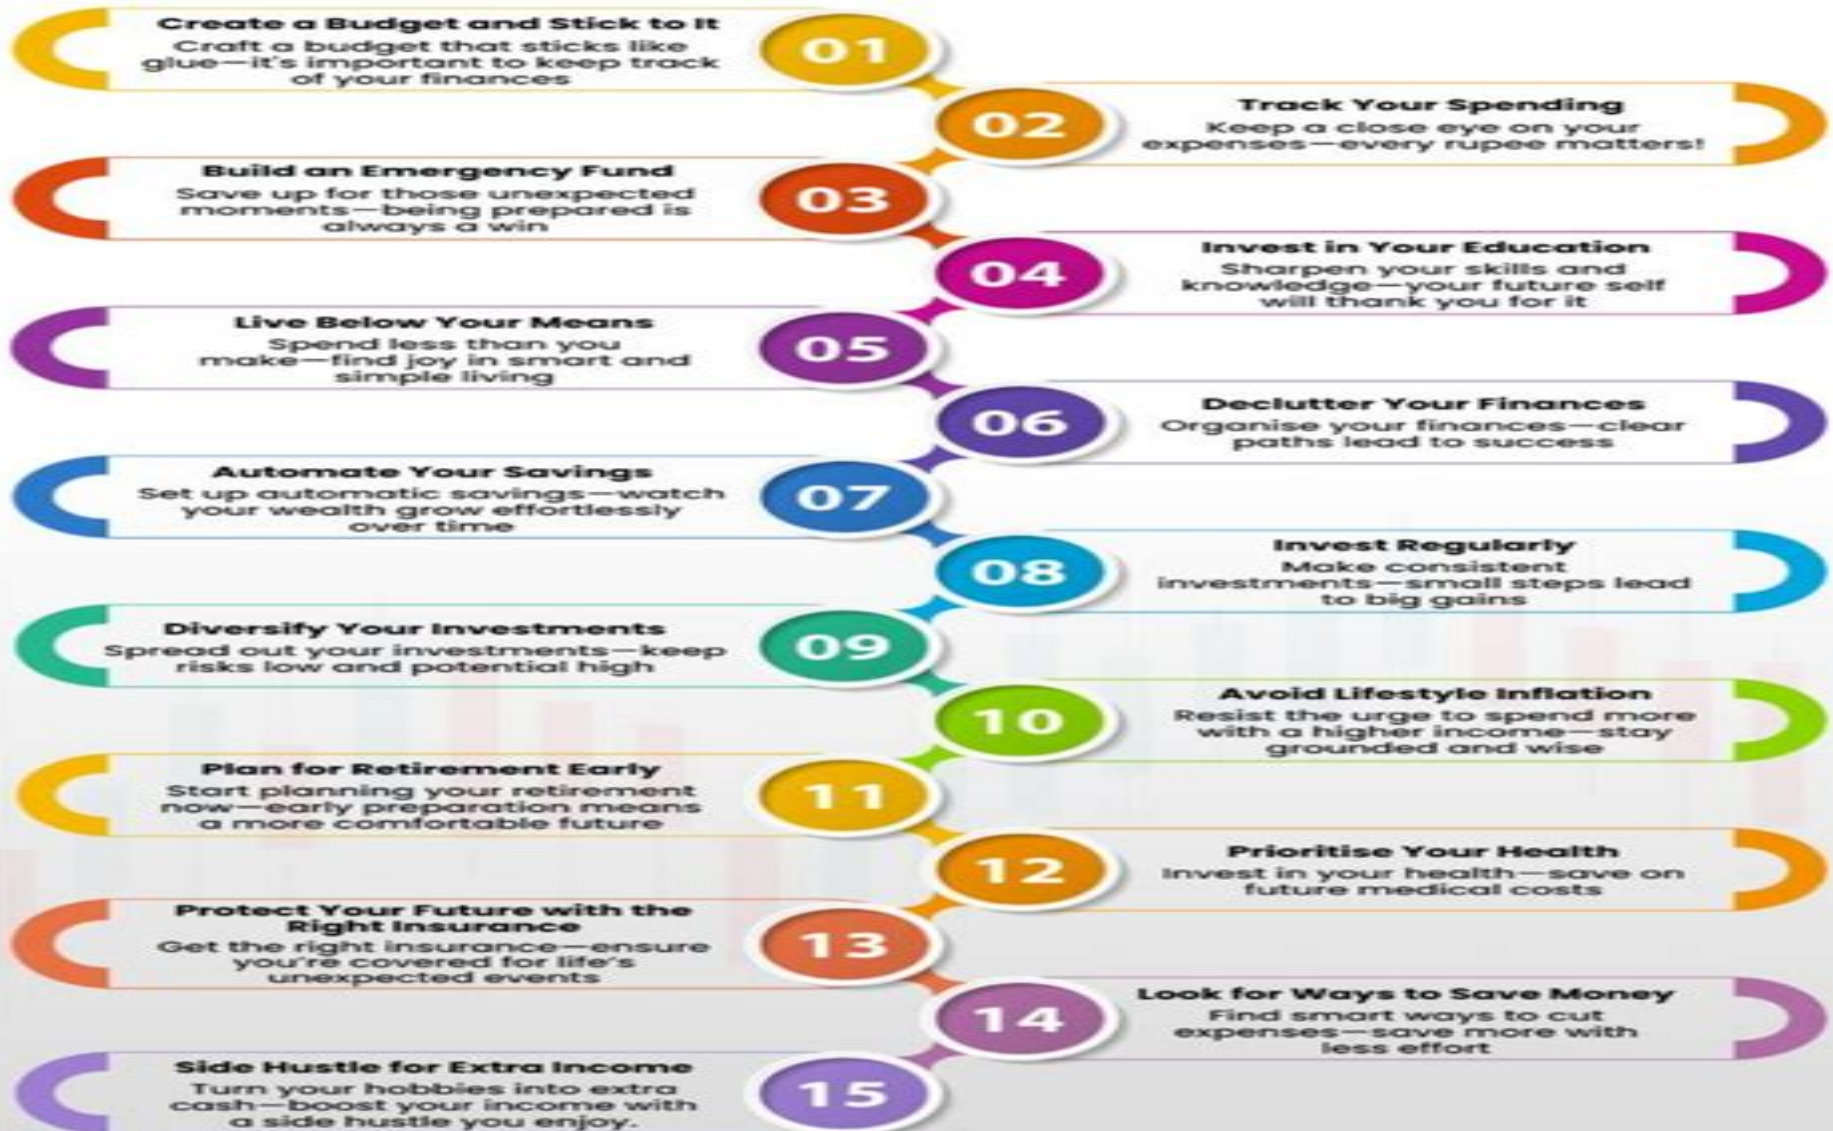 Create a Budget and Stick to It
Craft a budget that sticks like
glue—it's important to keep track
of your finances
01
02
Track Your Spending
Keep a close eye on your
expenses—every rupee matters!
Build an Emergency Fund
Save up for those unexpected
moments—being prepared is
always a win
03
04
Invest in Your Education
Sharpen your skills and
knowledge—your future self
will thank you for it
Live Below Your Means
Spend less than you
make—find joy in smart and
simple living
05
06
Declutter Your Finances
Organise your finances—clear
paths lead to success
Automate Your Savings
Set up automatic savings—watch
your wealth grow effortlessly
over time
07
08
Invest Regularly
Make consistent
investments—small steps lead
to big gains
Diversify Your Investments
Spread out your investments—keep
risks low and potential high
09
10
Avoid Lifestyle Inflation
Resist the urge to spend more
with a higher income—stay
grounded and wise
Plan for Retirement Early
Start planning your retirement
now—early preparation means
a more comfortable future
11
12
Prioritise Your Health
Invest in your health—save on
future medical costs
Protect Your Future with the
Right Insurance
Get the right insurance—ensure
you're covered for life's
unexpected events
13
14
Look for Ways to Save Money
Find smart ways to cut
expenses—save more with
less effort
Side Hustle for Extra Income
Turn your hobbies into extra
cash—boost your income with
a side hustle you enjoy.
15